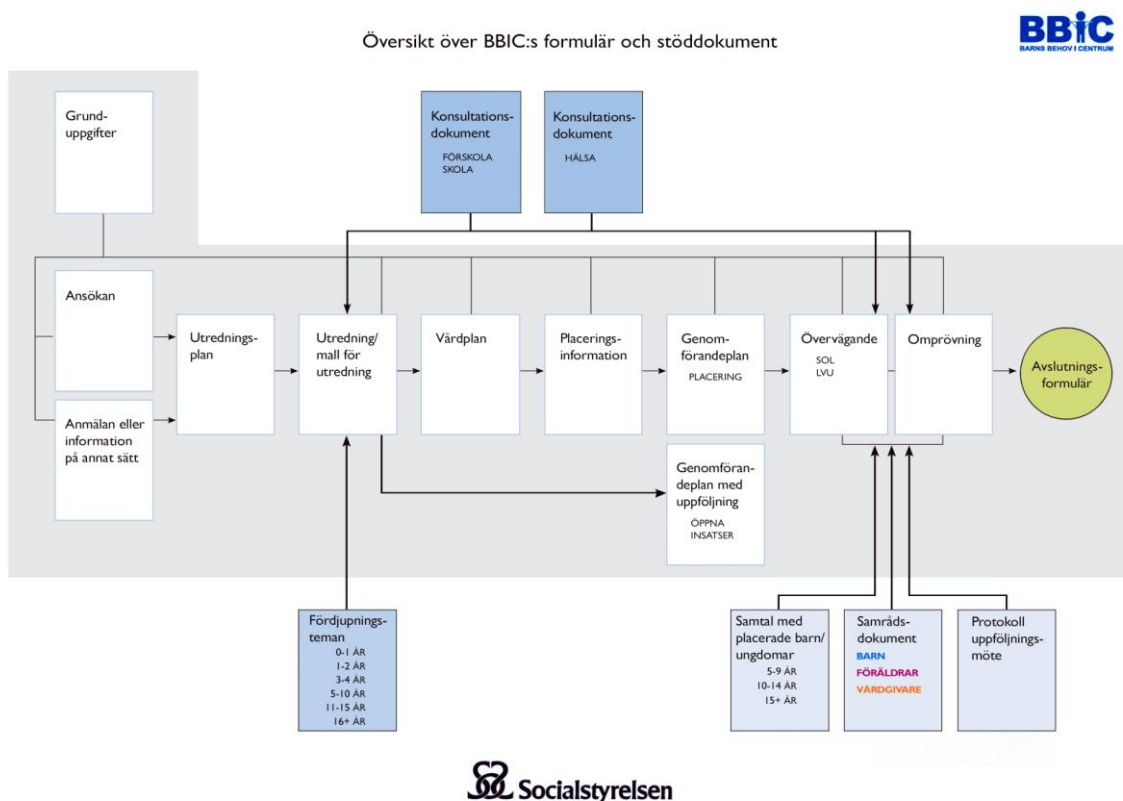 Översikt över BBIC:s formulär och stöddokument
BBIC
BARNS BEHOV I CENTRUM
Grund-
uppgifter
Konsultations-
dokument
FÖRSKOLA
SKOLA
Konsultations-
dokument
HÄLSA
Ansökan
Anmälan eller
information
på annat sätt
Utrednings-
plan
Utredning/
mall för
utredning
Vårdplan
Placerings-
information
Genom-
förandeplan
PLACERING
Övervägande
SOL
LVU
Omprövning
Avslutnings-
formulär
Genomföran-
deplan med
uppföljning
ÖPPNA
INSATSER
Fördjupnings-
teman
0-1 ÅR
1-2 ÅR
3-4 ÅR
5-10 ÅR
11-15 ÅR
16+ ÅR
Samtal med
placerade barn/
ungdomar
5-9 ÅR
10-14 ÅR
15+ ÅR
Samråds-
dokument
BARN
FÖRÄLDRAR
VÅRDGIVARE
Protokoll
uppföljnings-
möte
Socialstyrelsen